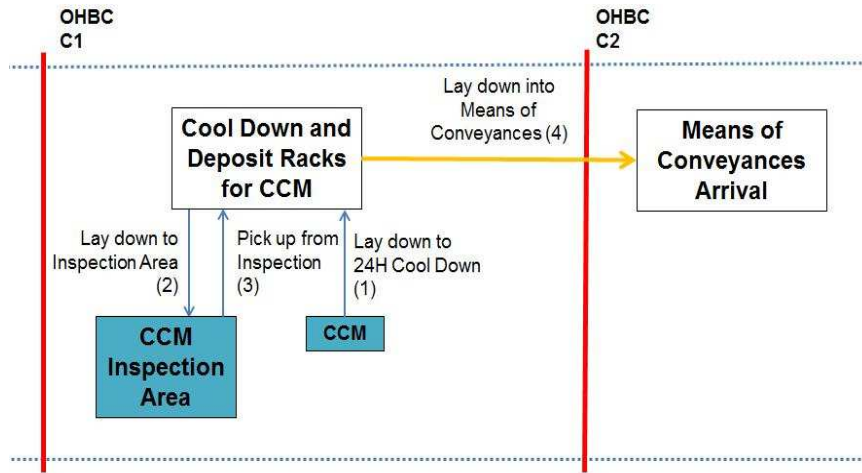 OHBC
C1
OHBC
C2
Lay down into
Means of
Conveyances (4)
Cool Down and
Deposit Racks
for CCM
Means of
Conveyances
Arrival
Lay down to
Inspection Area
(2)
Pick up from
Inspection
(3)
Lay down to
24H Cool Down
(1)
CCM
Inspection
Area
CCM